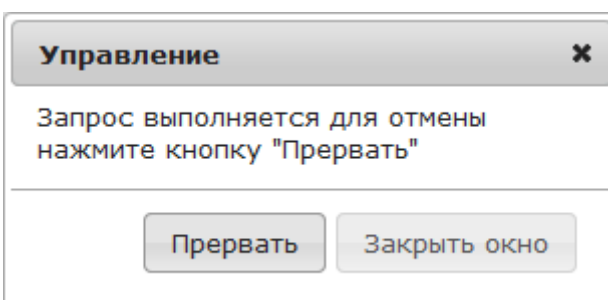 Управление
Запрос выполняется для отмены
нажмите кнопку "Прервать"
Прервать
Закрыть окно